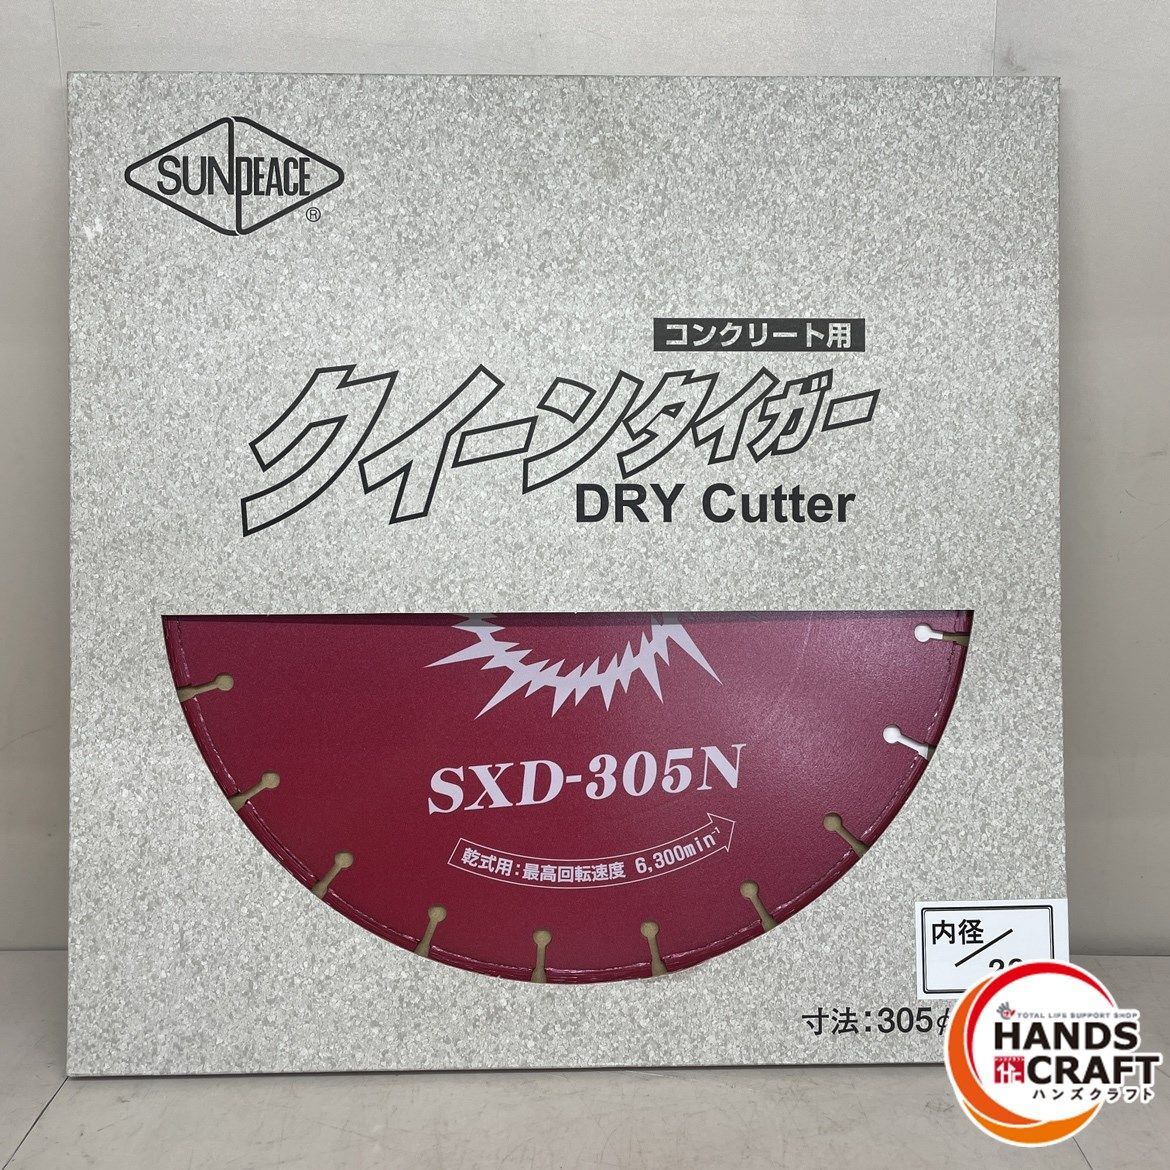 SUNPEACE
®
コンクリート用
クイーンタイガー
DRY Cutter
SXD-305N
乾式用:最高回転速度 6,300min⁻¹
内径
寸法:305φ
TOTAL LIFE SUPPORT SHOP
HANDS
CRAFT
ハンズクラフト